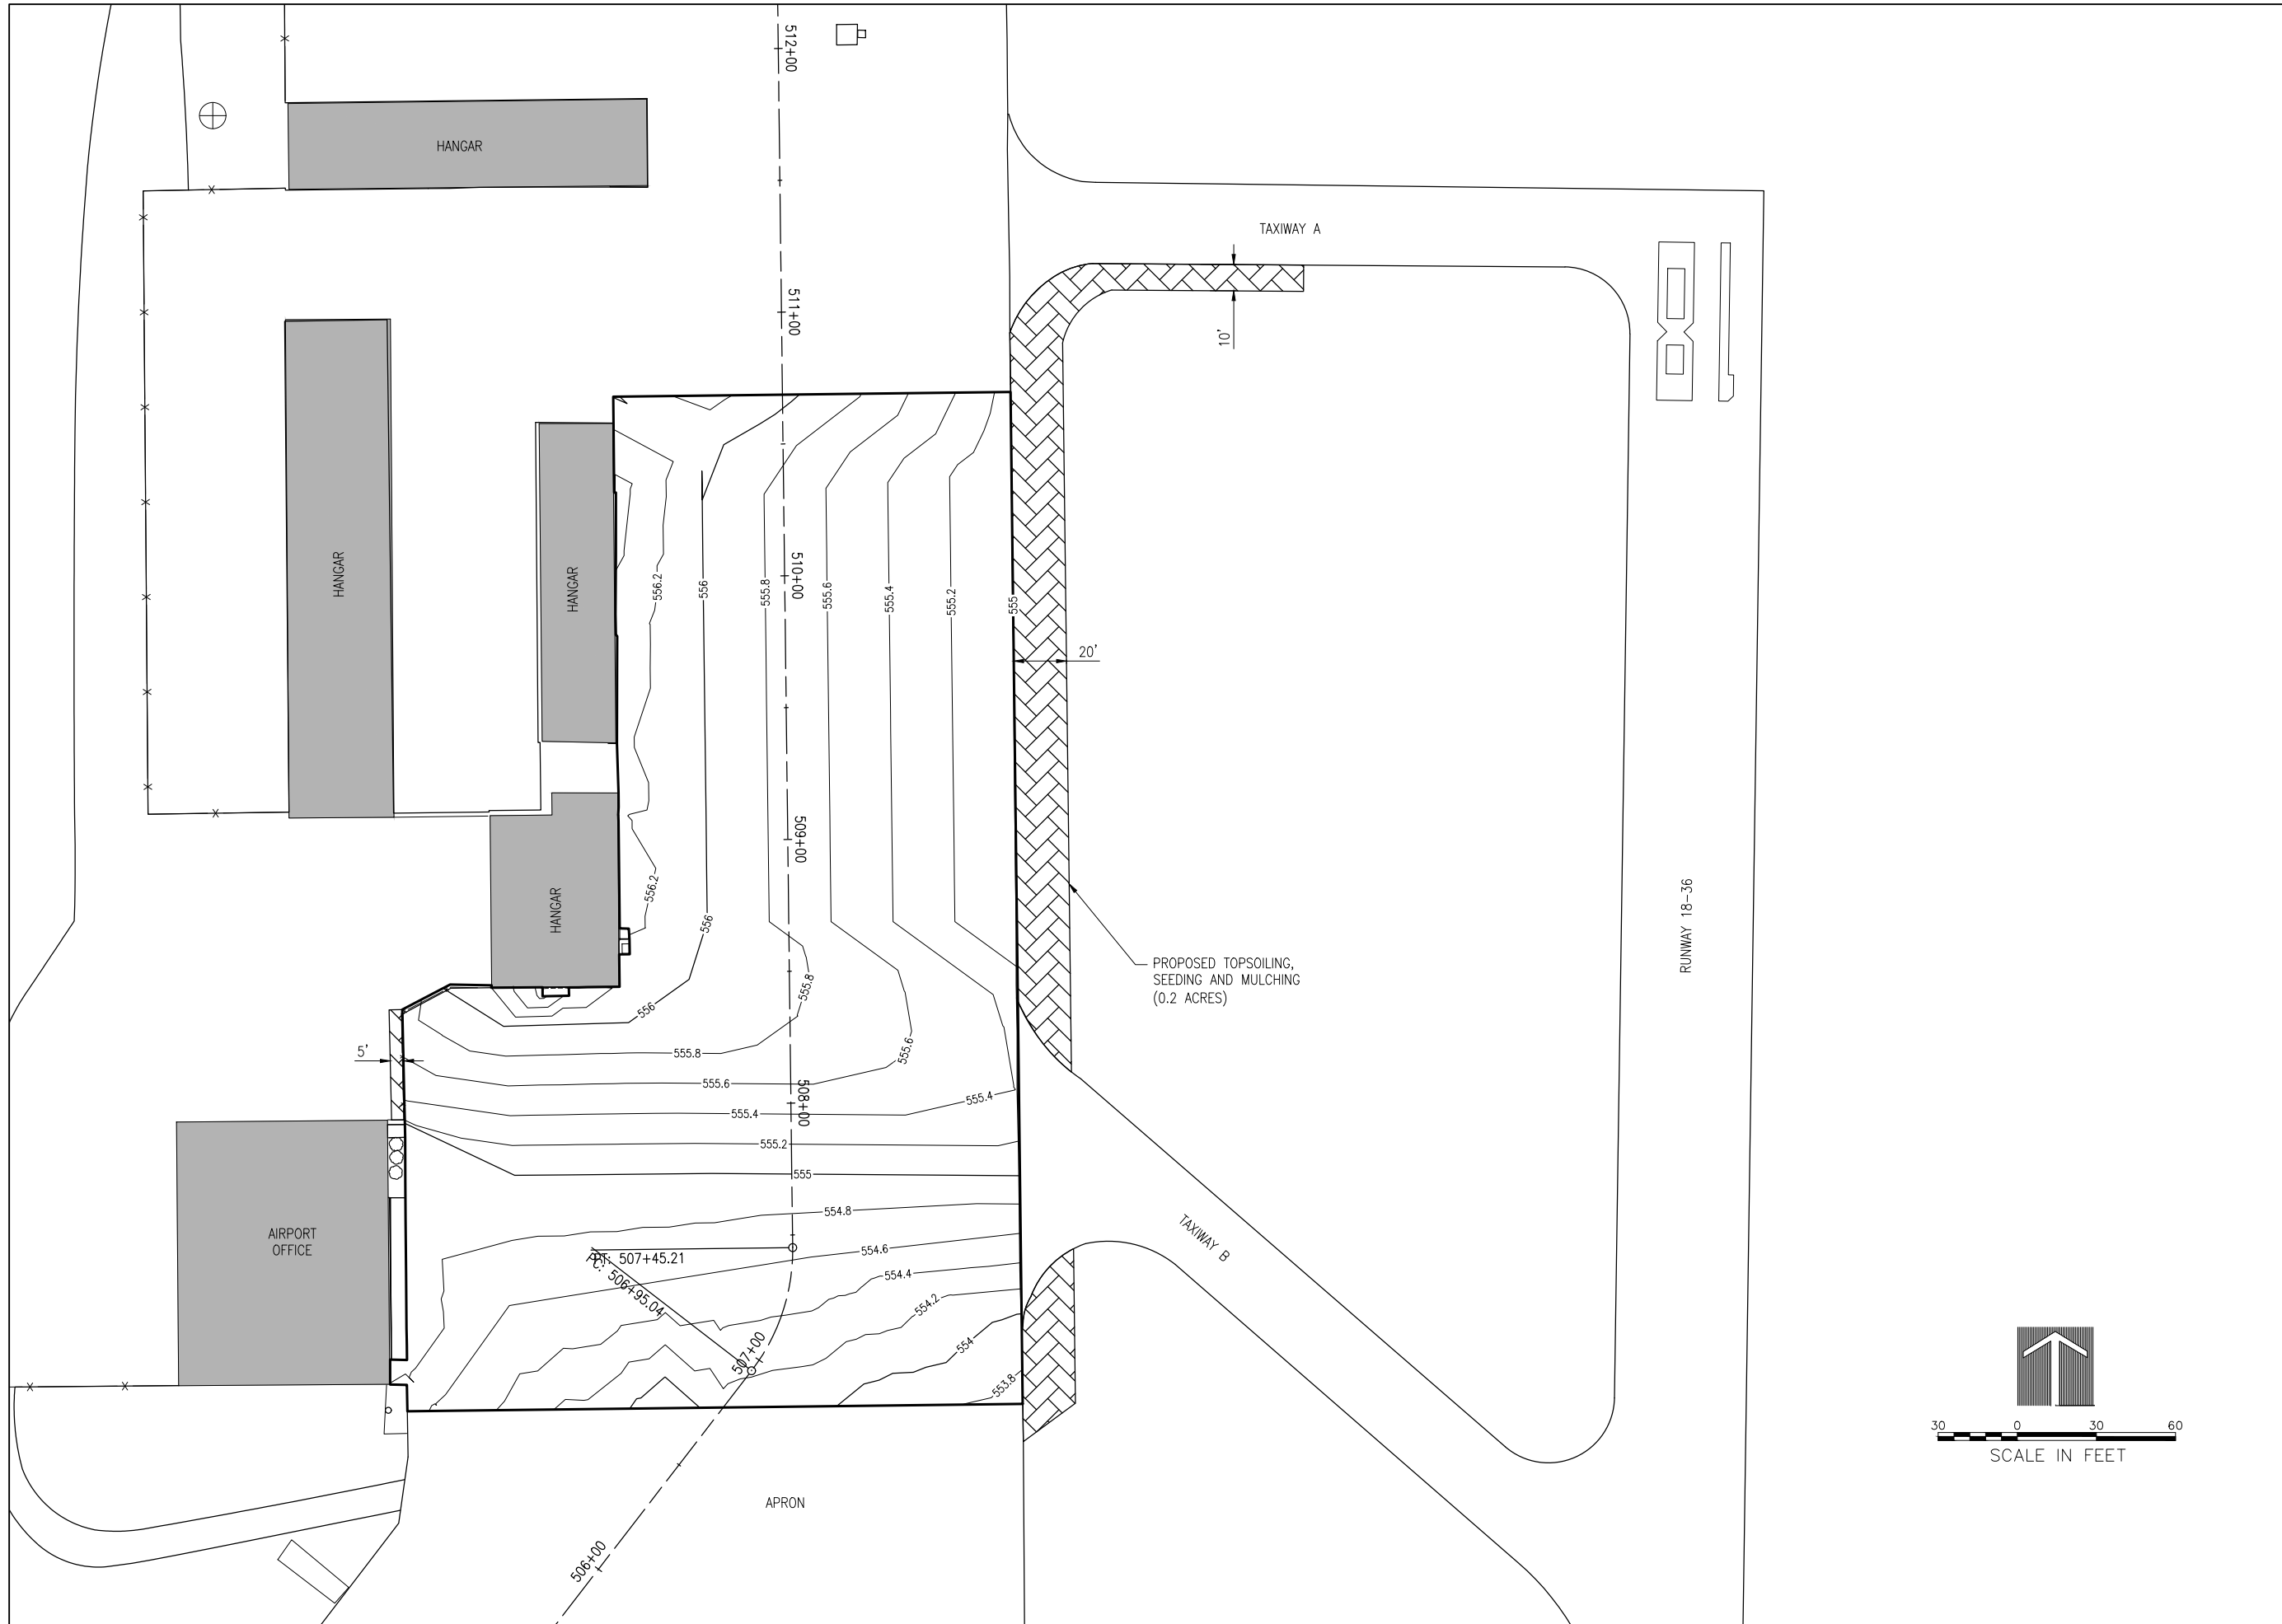 512+00
HANGAR
TAXIWAY A
511+00
10'
HANGAR
HANGAR
556.2
556
555.8
510+00
555.6
555.4
555.2
555
20'
509+00
HANGAR
556.2
556
RUNWAY 18-36
PROPOSED TOPSOILING,
SEEDING AND MULCHING
(0.2 ACRES)
555.8
556
5'
555.8
555.6
555.6
508+00
555.4
555.4
555.2
555
554.8
TAXIWAY B
AIRPORT
OFFICE
554.6
PT: 507+45.21
PC: 506+95.04
554.4
554.2
507+00
554
553.8
30 0 30 60
SCALE IN FEET
APRON
506+00